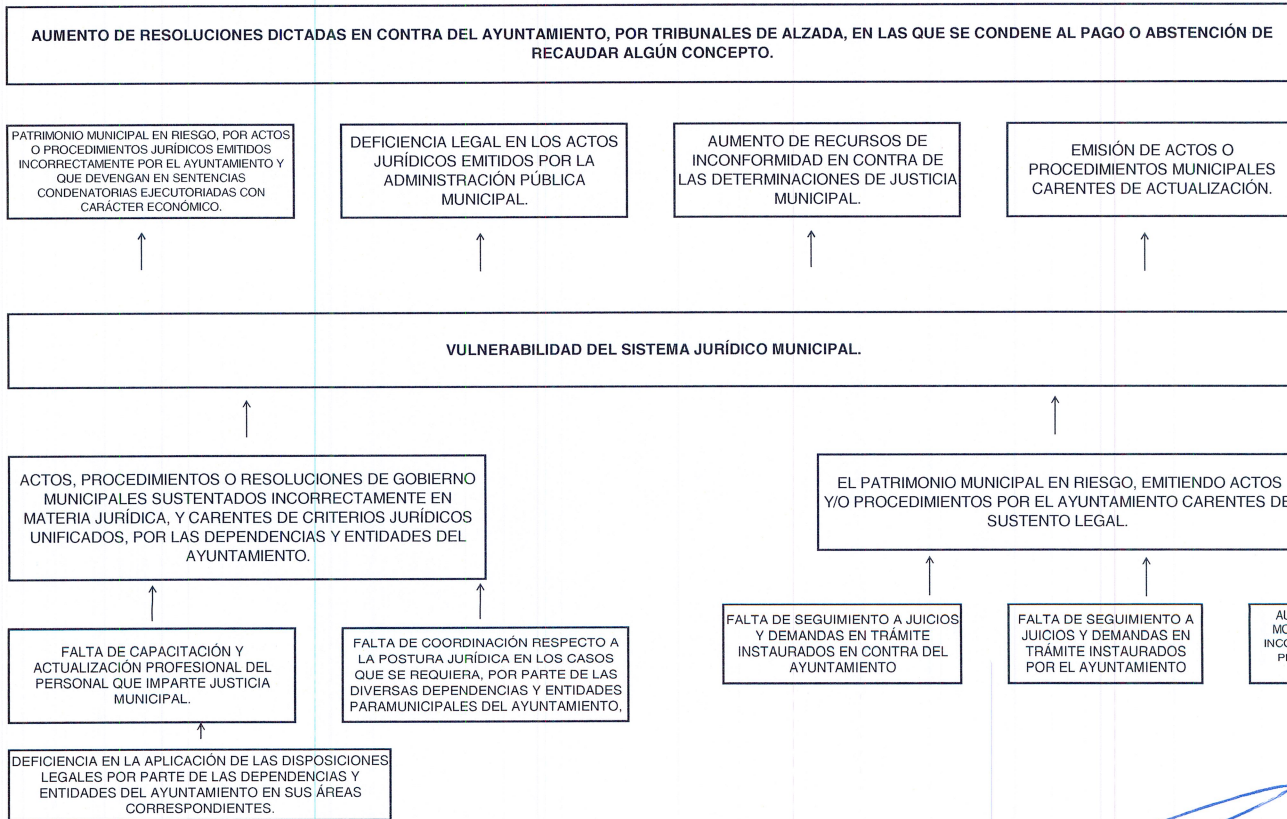 AUMENTO DE RESOLUCIONES DICTADAS EN CONTRA DEL AYUNTAMIENTO, POR TRIBUNALES DE ALZADA, EN LAS QUE SE CONDENE AL PAGO O ABSTENCIÓN DE
RECAUDAR ALGÚN CONCEPTO.
PATRIMONIO MUNICIPAL EN RIESGO, POR ACTOS
O PROCEDIMIENTOS JURÍDICOS EMITIDOS
INCORRECTAMENTE POR EL AYUNTAMIENTO Y
QUE DEVENGAN EN SENTENCIAS
CONDENATORIAS EJECUTORIADAS CON
CARÁCTER ECONÓMICO.
DEFICIENCIA LEGAL EN LOS ACTOS
JURÍDICOS EMITIDOS POR LA
ADMINISTRACIÓN PÚBLICA
MUNICIPAL.
AUMENTO DE RECURSOS DE
INCONFORMIDAD EN CONTRA DE
LAS DETERMINACIONES DE JUSTICIA
MUNICIPAL.
EMISIÓN DE ACTOS O
PROCEDIMIENTOS MUNICIPALES
CARENTES DE ACTUALIZACIÓN.
VULNERABILIDAD DEL SISTEMA JURÍDICO MUNICIPAL.
ACTOS, PROCEDIMIENTOS O RESOLUCIONES DE GOBIERNO
MUNICIPALES SUSTENTADOS INCORRECTAMENTE EN
MATERIA JURÍDICA, Y CARENTES DE CRITERIOS JURÍDICOS
UNIFICADOS, POR LAS DEPENDENCIAS Y ENTIDADES DEL
AYUNTAMIENTO.
EL PATRIMONIO MUNICIPAL EN RIESGO, EMITIENDO ACTOS
Y/O PROCEDIMIENTOS POR EL AYUNTAMIENTO CARENTES DE
SUSTENTO LEGAL.
FALTA DE CAPACITACIÓN Y
ACTUALIZACIÓN PROFESIONAL DEL
PERSONAL QUE IMPARTE JUSTICIA
MUNICIPAL.
FALTA DE COORDINACIÓN RESPECTO A
LA POSTURA JURÍDICA EN LOS CASOS
QUE SE REQUIERA, POR PARTE DE LAS
DIVERSAS DEPENDENCIAS Y ENTIDADES
PARAMUNICIPALES DEL AYUNTAMIENTO,
FALTA DE SEGUIMIENTO A JUICIOS
Y DEMANDAS EN TRÁMITE
INSTAURADOS EN CONTRA DEL
AYUNTAMIENTO
FALTA DE SEGUIMIENTO A
JUICIOS Y DEMANDAS EN
TRÁMITE INSTAURADOS
POR EL AYUNTAMIENTO
DEFICIENCIA EN LA APLICACIÓN DE LAS DISPOSICIONES
LEGALES POR PARTE DE LAS DEPENDENCIAS Y
ENTIDADES DEL AYUNTAMIENTO EN SUS ÁREAS
CORRESPONDIENTES.